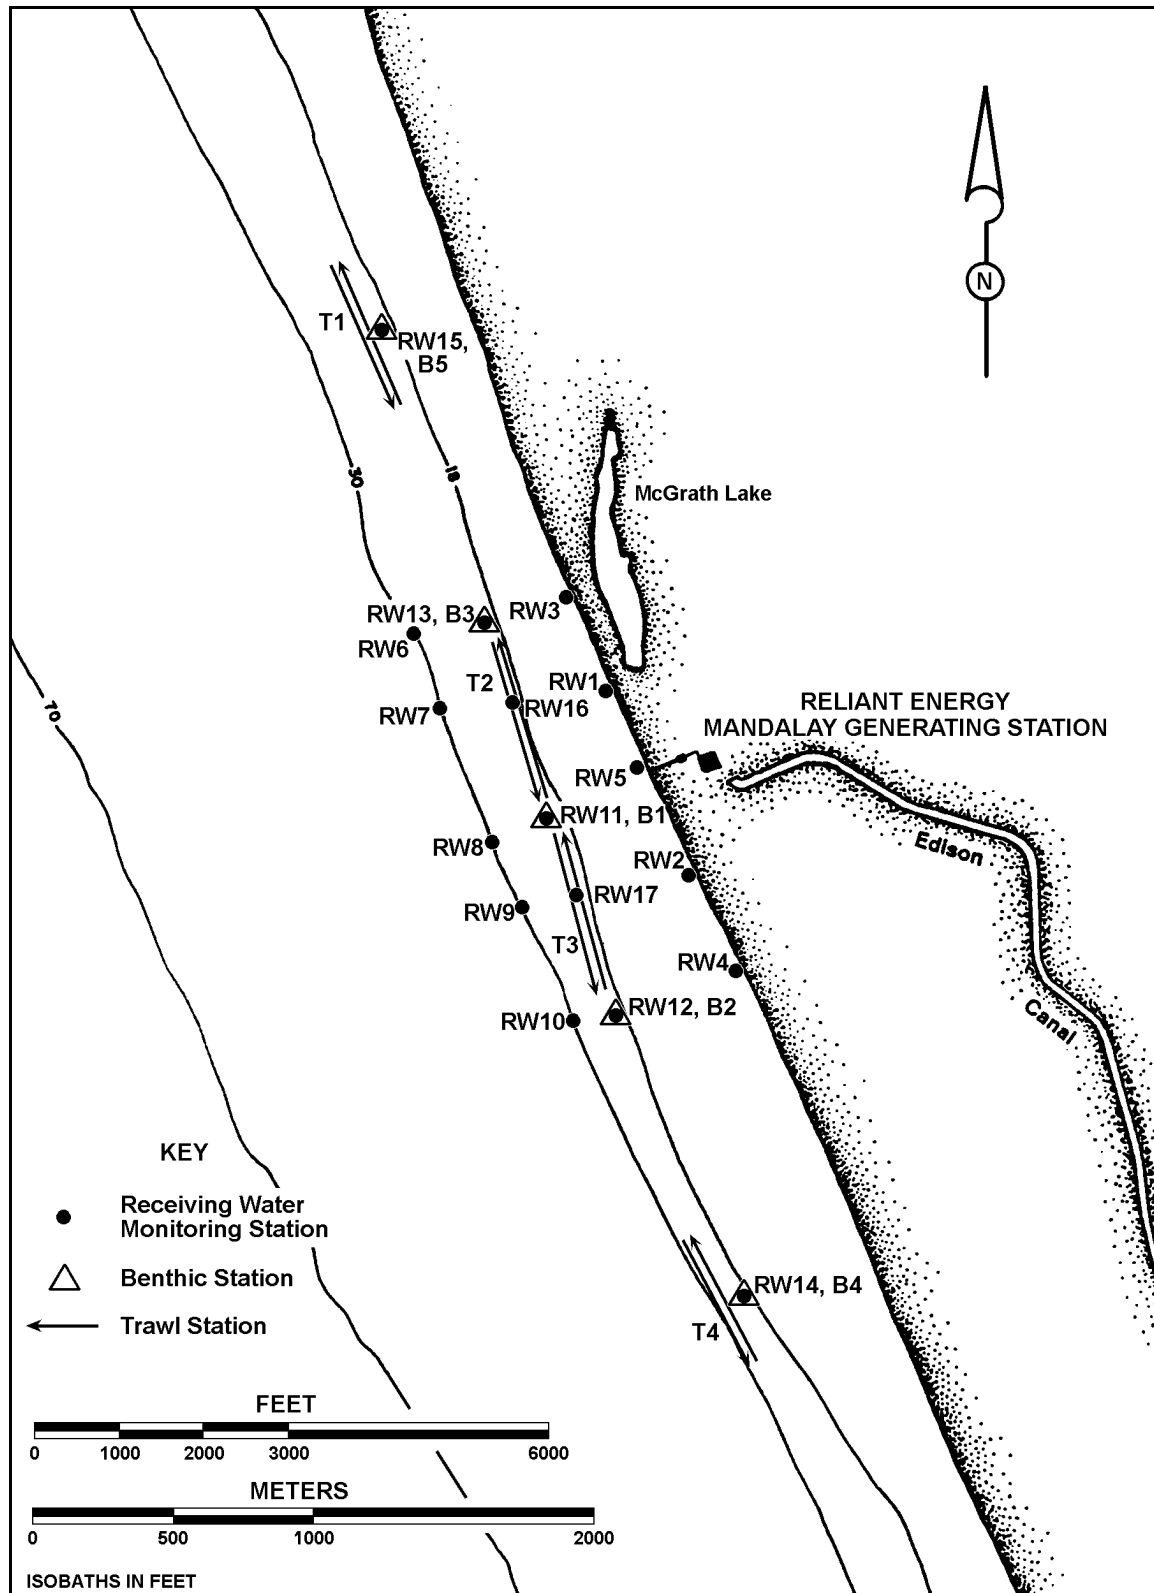 N
T1
RW15,
B5
30
18
McGrath Lake
RW3
RW13, B3
RW6
RW1
T2
RW16
RW7
RELIANT ENERGY
MANDALAY GENERATING STATION
RW5
RW11, B1
RW8
Edison
RW2
RW17
RW9
T3
RW4
RW12, B2
RW10
Canal
70
RW14, B4
T4
KEY
Receiving Water
Monitoring Station
Benthic Station
Trawl Station
FEET
0 1000 2000 3000 6000
METERS
0 500 1000 2000
ISOBATHS IN FEET